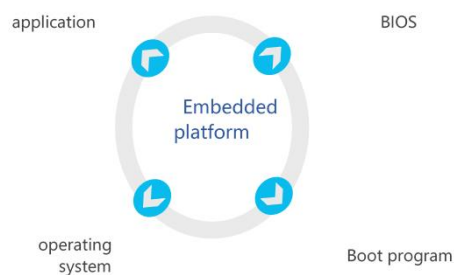 application
BIOS
Embedded
platform
operating
system
Boot program